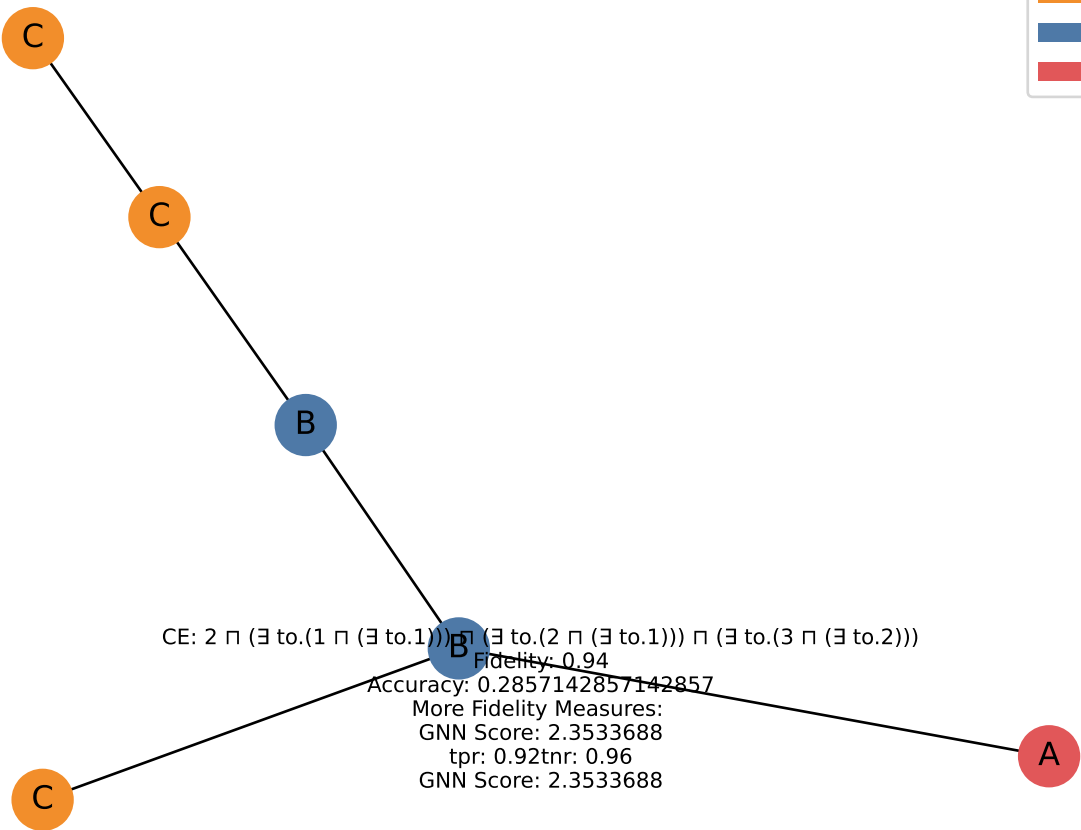 C
C
B
CE: 2 ⊓ (∃ to.(1 ⊓ (∃ to.1))) ⊓ (∃ to.(2 ⊓ (∃ to.1))) ⊓ (∃ to.(3 ⊓ (∃ to.2)))
B
Fidelity: 0.94
Accuracy: 0.2857142857142857
More Fidelity Measures:
GNN Score: 2.3533688
tpr: 0.92tnr: 0.96
GNN Score: 2.3533688
A
C